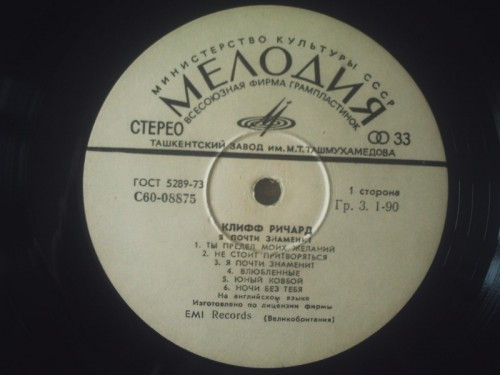 МИНИСТЕРСТВО КУЛЬТУРЫ СССР
МЕЛОДИЯ
ВСЕСОЮЗНАЯ ФИРМА ГРАМПЛАСТИНОК
СТЕРЕО
33
ТАШКЕНТСКИЙ ЗАВОД ИМ. М.Т. ТАШМУХАМЕДОВА
ГОСТ 5289-73
С60-08875
1 сторона
Гр. 3. 1-90
КЛИФФ РИЧАРД
Я ПОЧТИ ЗНАМЕНИТ
1. ТЫ ПРЕДЕЛ МОИХ ЖЕЛАНИЙ
2. НЕ СТОИТ ПРИТВОРЯТЬСЯ
3. Я ПОЧТИ ЗНАМЕНИТ
4. ВЛЮБЛЕННЫЕ
5. ЮНЫЙ КОВБОЙ
6. НОЧИ БЕЗ ТЕБЯ
На английском языке
Изготовлено по лицензии фирмы
EMI Records (Великобритания)